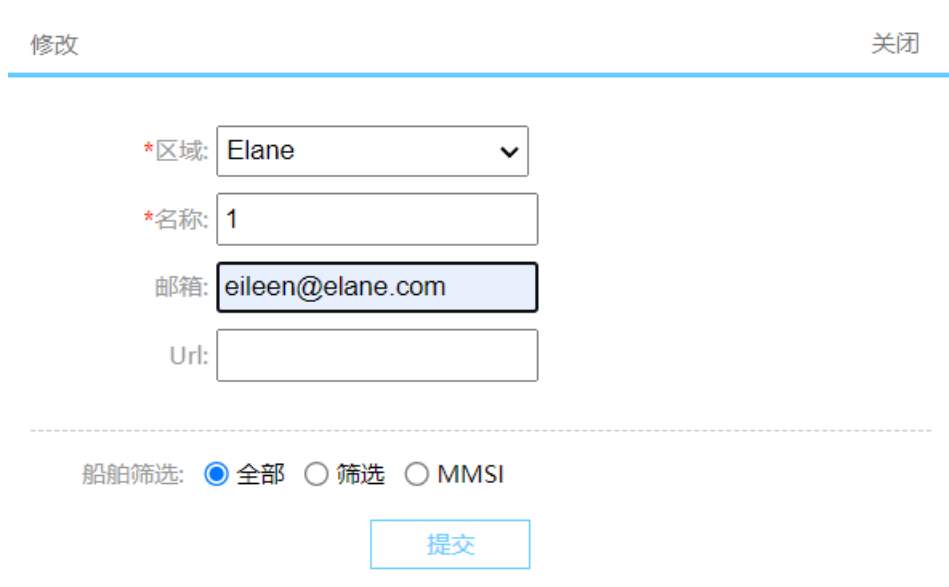 修改 关闭
*区域: Elane
*名称: 1
邮箱: eileen@elane.com
Url:
船舶筛选: 全部 筛选 MMSI
提交